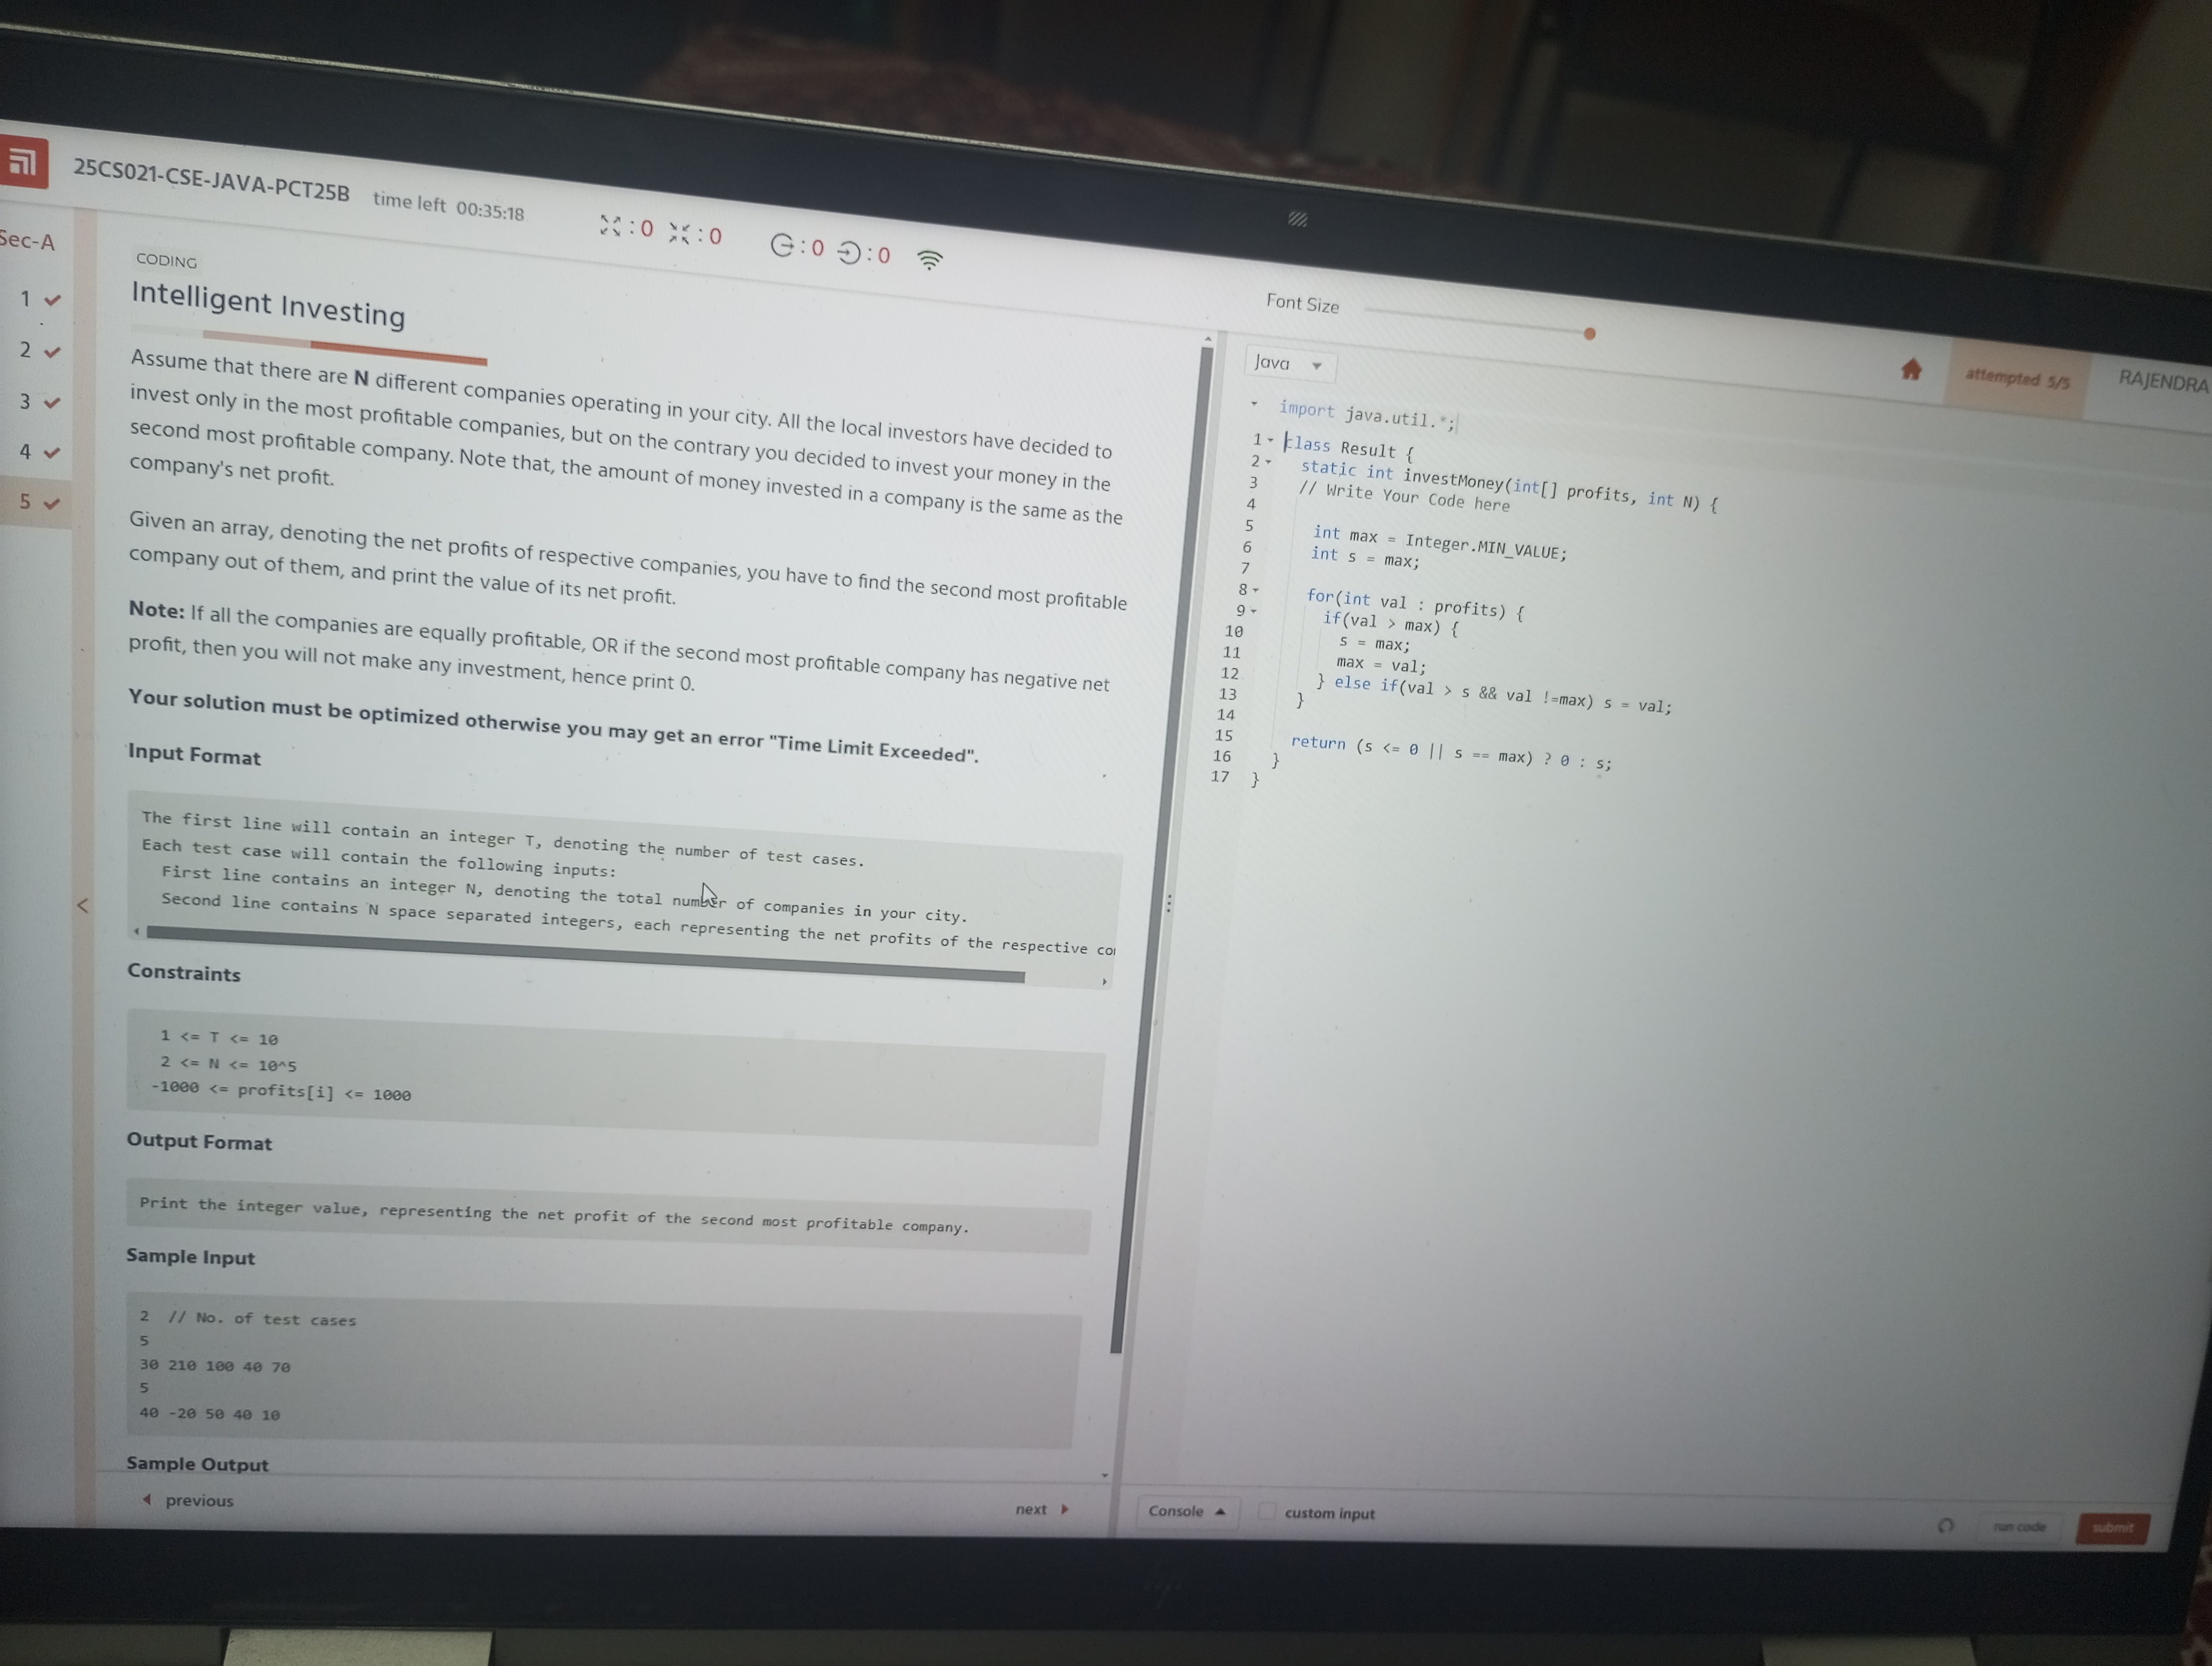 25CS021-CSE-JAVA-PCT25B time left 00:35:18 :0 :0 :0 :0
Sec-A
1
2
3
4
5
CODING
Intelligent Investing
Assume that there are N different companies operating in your city. All the local investors have decided to
invest only in the most profitable companies, but on the contrary you decided to invest your money in the
second most profitable company. Note that, the amount of money invested in a company is the same as the
company's net profit.
Given an array, denoting the net profits of respective companies, you have to find the second most profitable
company out of them, and print the value of its net profit.
Note: If all the companies are equally profitable, OR if the second most profitable company has negative net
profit, then you will not make any investment, hence print 0.
Your solution must be optimized otherwise you may get an error "Time Limit Exceeded".
Input Format
The first line will contain an integer T, denoting the number of test cases.
Each test case will contain the following inputs:
First line contains an integer N, denoting the total number of companies in your city.
Second line contains N space separated integers, each representing the net profits of the respective co
Constraints
1 <= T <= 10
2 <= N <= 10^5
-1000 <= profits[i] <= 1000
Output Format
Print the integer value, representing the net profit of the second most profitable company.
Sample Input
2 // No. of test cases
5
30 210 100 40 70
5
40 -20 50 40 10
Sample Output
previous
next
Font Size
Java
attempted 5/5
RAJENDRA
import java.util.*;
1 class Result {
2 static int investMoney(int[] profits, int N) {
3 // Write Your Code here
4
5 int max = Integer.MIN_VALUE;
6 int s = max;
7
8 for(int val : profits) {
9 if(val > max) {
10 s = max;
11 max = val;
12 } else if(val > s && val !=max) s = val;
13 }
14
15 return (s <= 0 || s == max) ? 0 : s;
16 }
17 }
Console
custom input
run code
submit
hp